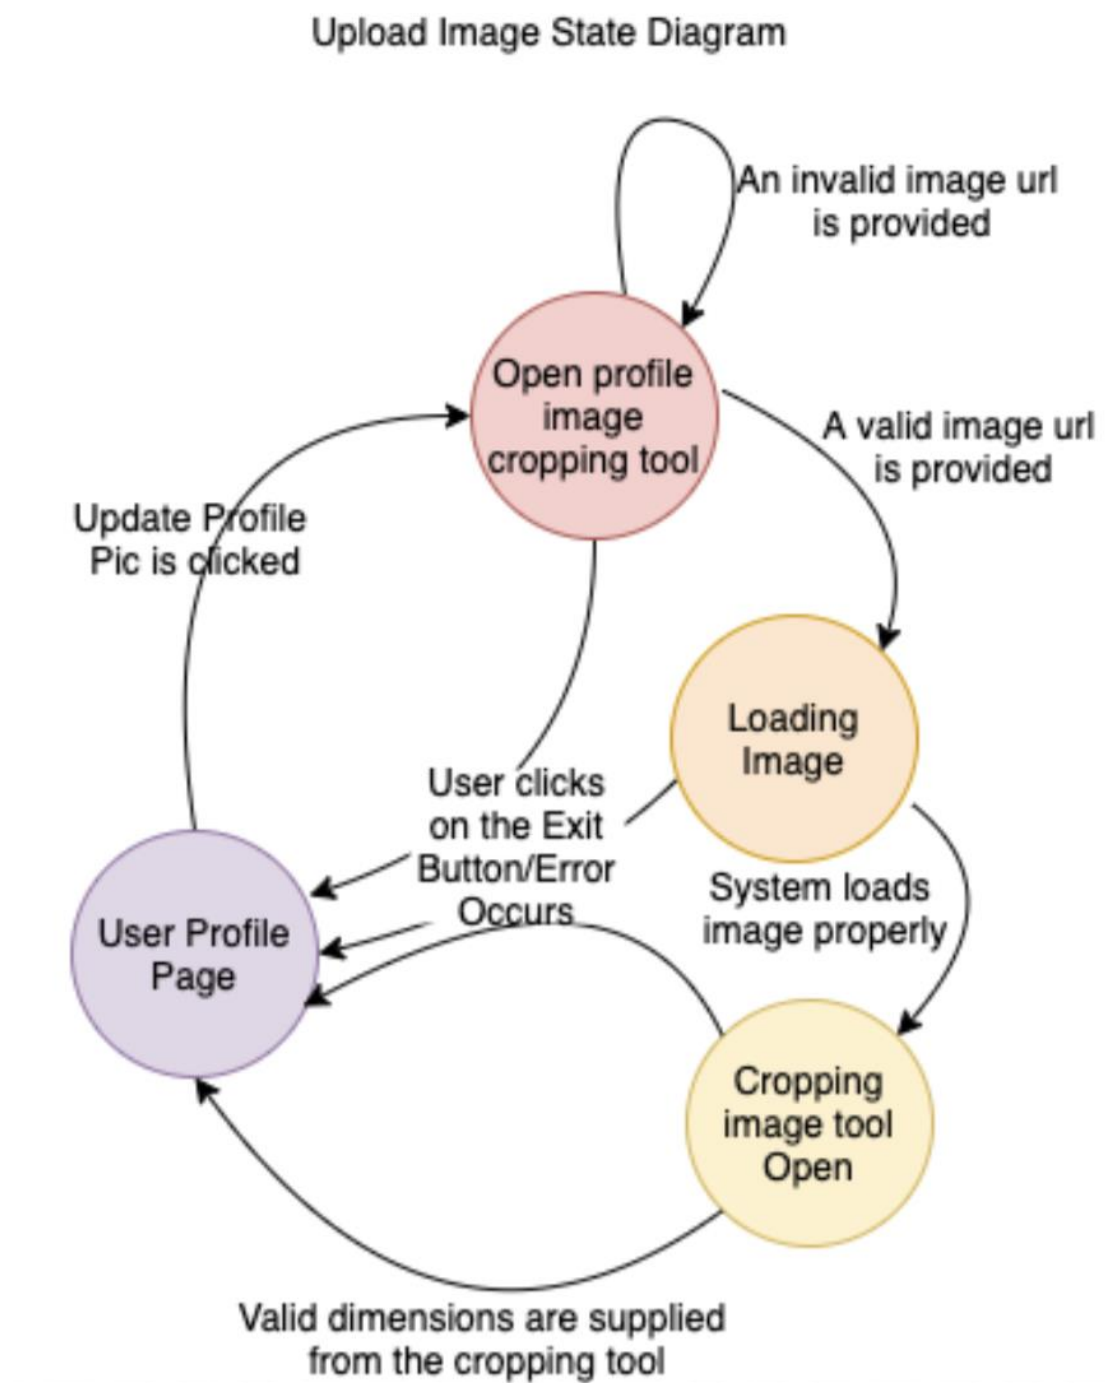 Upload Image State Diagram
An invalid image url
is provided
Open profile
image
cropping tool
A valid image url
is provided
Update Profile
Pic is clicked
Loading
Image
User clicks
on the Exit
Button/Error
Occurs
System loads
image properly
User Profile
Page
Cropping
image tool
Open
Valid dimensions are supplied
from the cropping tool